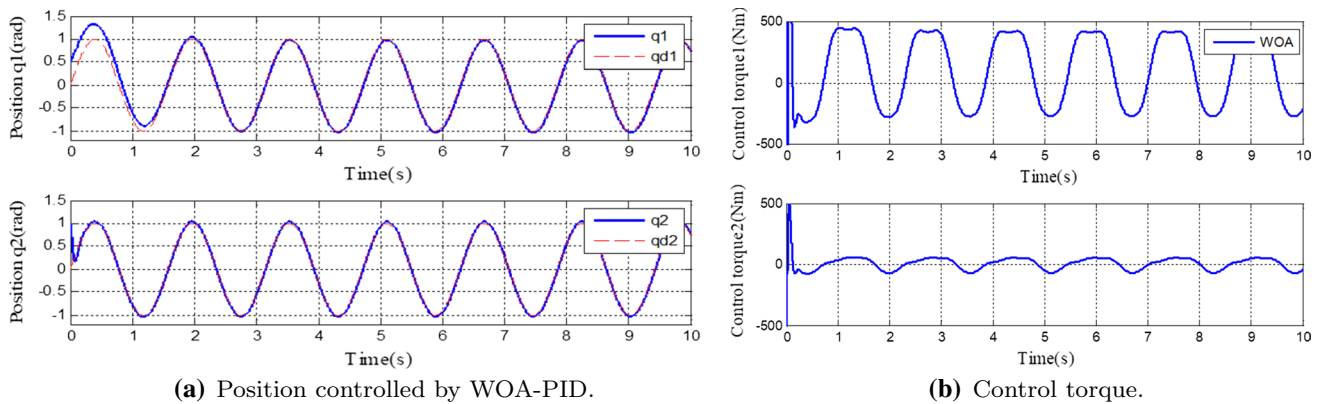 Position q1(rad)
1.5
1
0.5
0
-0.5
-1
q1
qd1
0 1 2 3 4 5 6 7 8 9 10
Time(s)
Position q2(rad)
1.5
1
0.5
0
-0.5
-1
q2
qd2
0 1 2 3 4 5 6 7 8 9 10
Time(s)
(a) Position controlled by WOA-PID.
Control torque1(Nm)
500
0
-500
WOA
0 1 2 3 4 5 6 7 8 9 10
Time(s)
Control torque2(Nm)
500
0
-500
0 1 2 3 4 5 6 7 8 9 10
Time(s)
(b) Control torque.